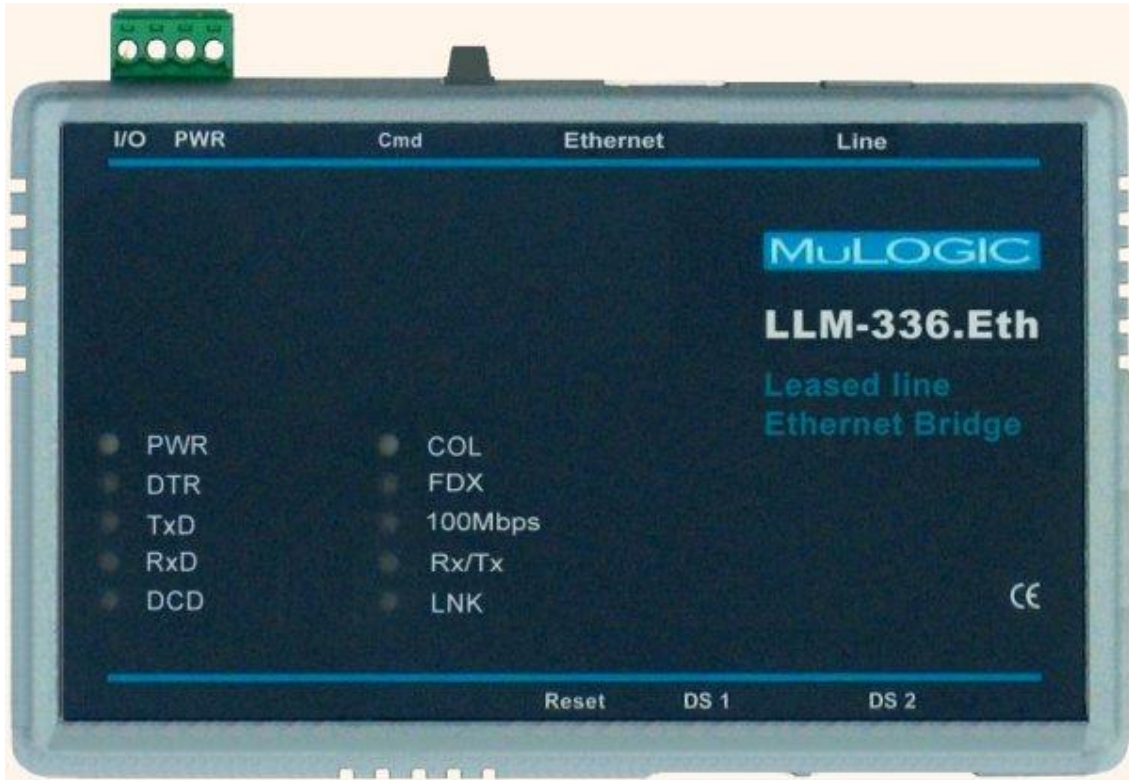 I/O PWR Cmd Ethernet Line
MuLOGIC
LLM-336.Eth
Leased line
Ethernet Bridge
PWR COL
DTR FDX
TxD 100Mbps
RxD Rx/Tx
DCD LNK
CE
Reset DS 1 DS 2